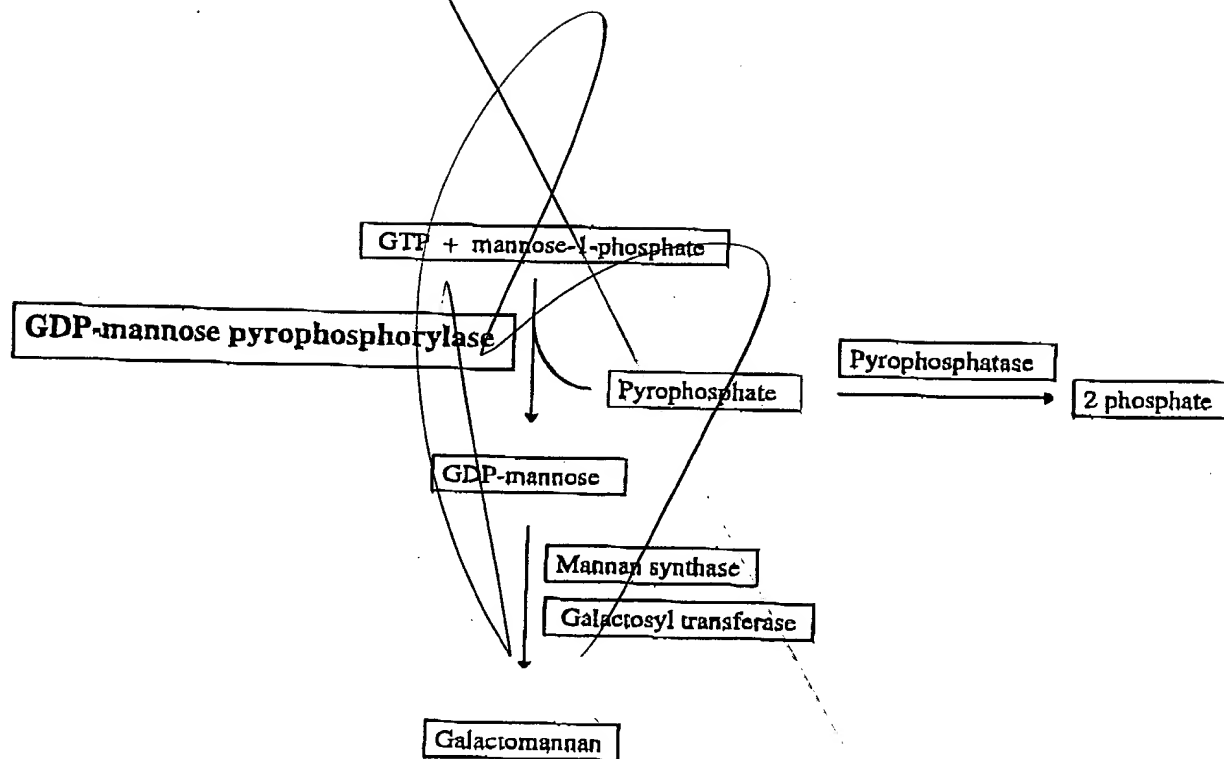 GTP + mannose-1-phosphate
GDP-mannose pyrophosphorylase
Pyrophosphatase
Pyrophosphate
2 phosphate
GDP-mannose
Mannan synthase
Galactosyl transferase
Galactomannan